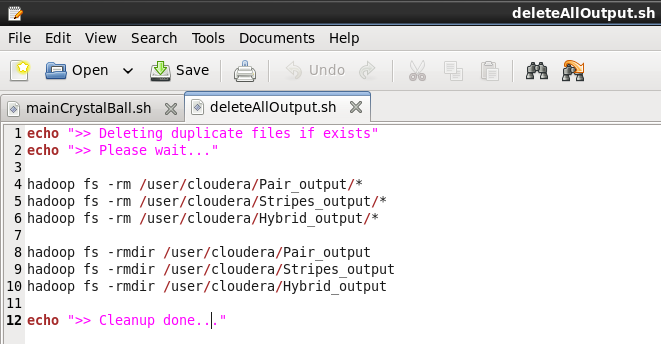 deleteAllOutput.sh
File Edit View Search Tools Documents Help
Open Save Undo
mainCrystalBall.sh deleteAllOutput.sh
1 echo ">> Deleting duplicate files if exists"
2 echo ">> Please wait..."
3
4 hadoop fs -rm /user/cloudera/Pair_output/*
5 hadoop fs -rm /user/cloudera/Stripes_output/*
6 hadoop fs -rm /user/cloudera/Hybrid_output/*
7
8 hadoop fs -rmdir /user/cloudera/Pair_output
9 hadoop fs -rmdir /user/cloudera/Stripes_output
10 hadoop fs -rmdir /user/cloudera/Hybrid_output
11
12 echo ">> Cleanup done..."